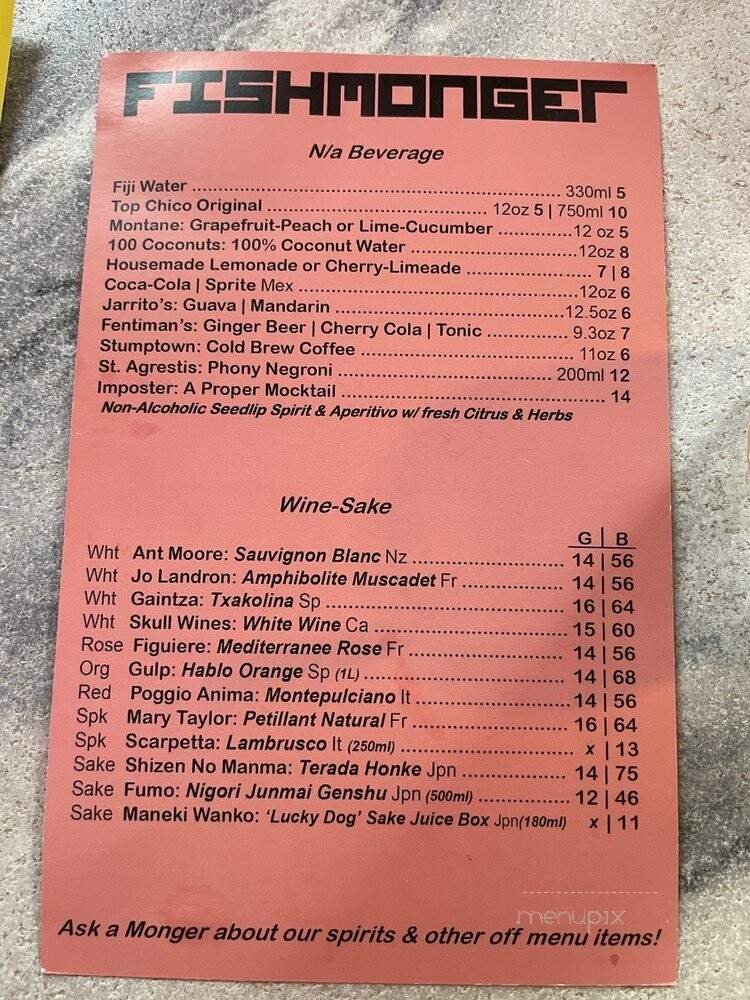 FISHMONGER
N/a Beverage
Fiji Water ........ 330ml 5
Top Chico Original ........ 12oz 5 | 750ml 10
Montane: Grapefruit-Peach or Lime-Cucumber ........ 12 oz 5
100 Coconuts: 100% Coconut Water ........ 12oz 8
Housemade Lemonade or Cherry-Limeade ........ 7 | 8
Coca-Cola | Sprite Mex ........ 12oz 6
Jarrito's: Guava | Mandarin ........ 12.5oz 6
Fentiman's: Ginger Beer | Cherry Cola | Tonic ........ 9.3oz 7
Stumptown: Cold Brew Coffee ........ 11oz 6
St. Agrestis: Phony Negroni ........ 200ml 12
Imposter: A Proper Mocktail ........ 14
Non-Alcoholic Seedlip Spirit & Aperitivo w/ fresh Citrus & Herbs
Wine-Sake
G | B
Wht Ant Moore: Sauvignon Blanc Nz ........ 14 | 56
Wht Jo Landron: Amphibolite Muscadet Fr ........ 14 | 56
Wht Gaintza: Txakolina Sp ........ 16 | 64
Wht Skull Wines: White Wine Ca ........ 15 | 60
Rose Figuiere: Mediterranee Rose Fr ........ 14 | 56
Org Gulp: Hablo Orange Sp (1L) ........ 14 | 68
Red Poggio Anima: Montepulciano It ........ 14 | 56
Spk Mary Taylor: Petillant Natural Fr ........ 16 | 64
Spk Scarpetta: Lambrusco It (250ml) ........ x | 13
Sake Shizen No Manma: Terada Honke Jpn ........ 14 | 75
Sake Fumo: Nigori Junmai Genshu Jpn (500ml) ........ 12 | 46
Sake Maneki Wanko: 'Lucky Dog' Sake Juice Box Jpn(180ml) x | 11
menupix
Ask a Monger about our spirits & other off menu items!